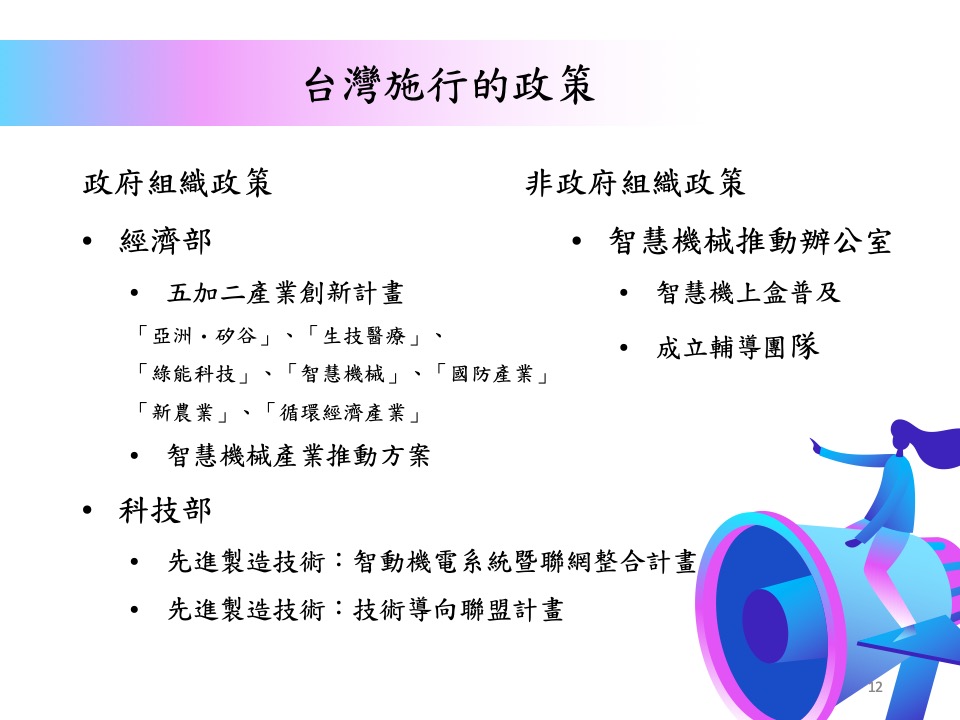 台灣施行的政策
政府組織政策
• 經濟部
• 五加二產業創新計畫
「亞洲・矽谷」、「生技醫療」、
「綠能科技」、「智慧機械」、「國防產業」
「新農業」、「循環經濟產業」
• 智慧機械產業推動方案
• 科技部
• 先進製造技術：智動機電系統暨聯網整合計畫
• 先進製造技術：技術導向聯盟計畫
非政府組織政策
• 智慧機械推動辦公室
• 智慧機上盒普及
• 成立輔導團隊
12